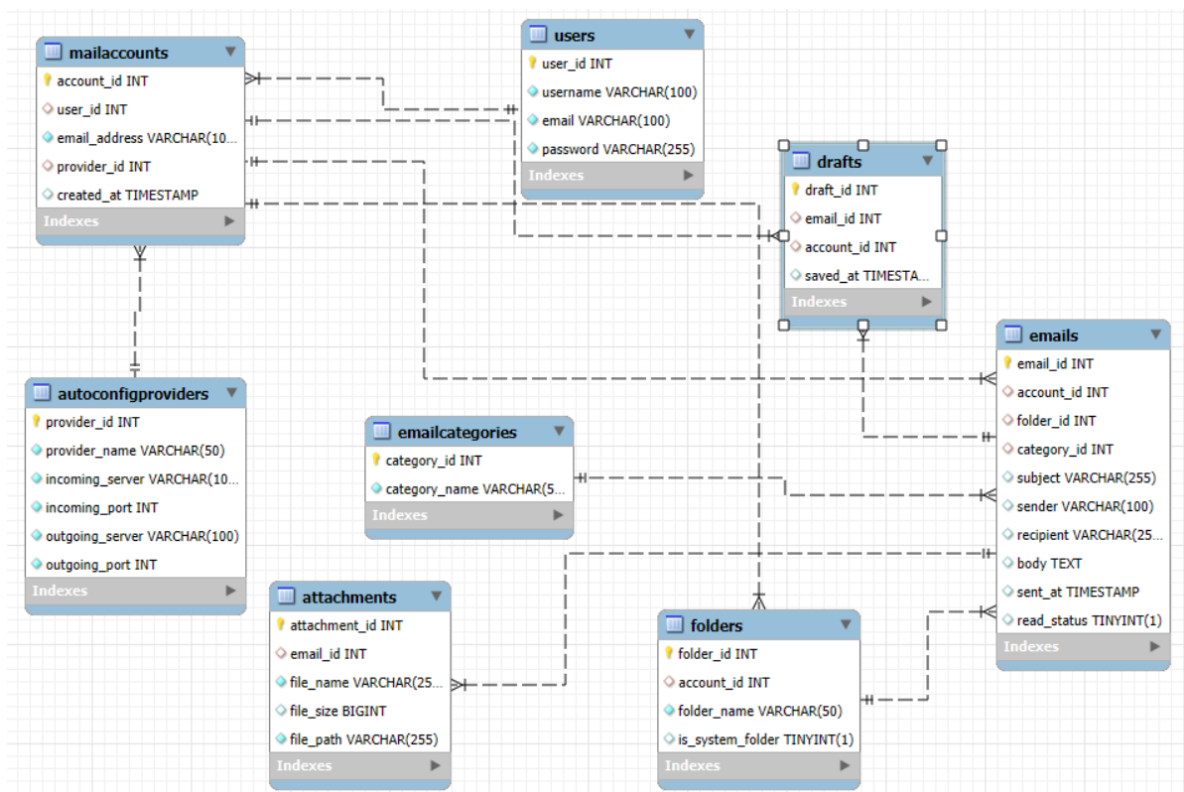 mailaccounts
account_id INT
user_id INT
email_address VARCHAR(10...
provider_id INT
created_at TIMESTAMP
Indexes
users
user_id INT
username VARCHAR(100)
email VARCHAR(100)
password VARCHAR(255)
Indexes
drafts
draft_id INT
email_id INT
account_id INT
saved_at TIMESTA...
Indexes
emails
email_id INT
account_id INT
folder_id INT
category_id INT
subject VARCHAR(255)
sender VARCHAR(100)
recipient VARCHAR(25...
body TEXT
sent_at TIMESTAMP
read_status TINYINT(1)
Indexes
autoconfigproviders
provider_id INT
provider_name VARCHAR(50)
incoming_server VARCHAR(10...
incoming_port INT
outgoing_server VARCHAR(100)
outgoing_port INT
Indexes
emailcategories
category_id INT
category_name VARCHAR(5...
Indexes
attachments
attachment_id INT
email_id INT
file_name VARCHAR(25...
file_size BIGINT
file_path VARCHAR(255)
Indexes
folders
folder_id INT
account_id INT
folder_name VARCHAR(50)
is_system_folder TINYINT(1)
Indexes